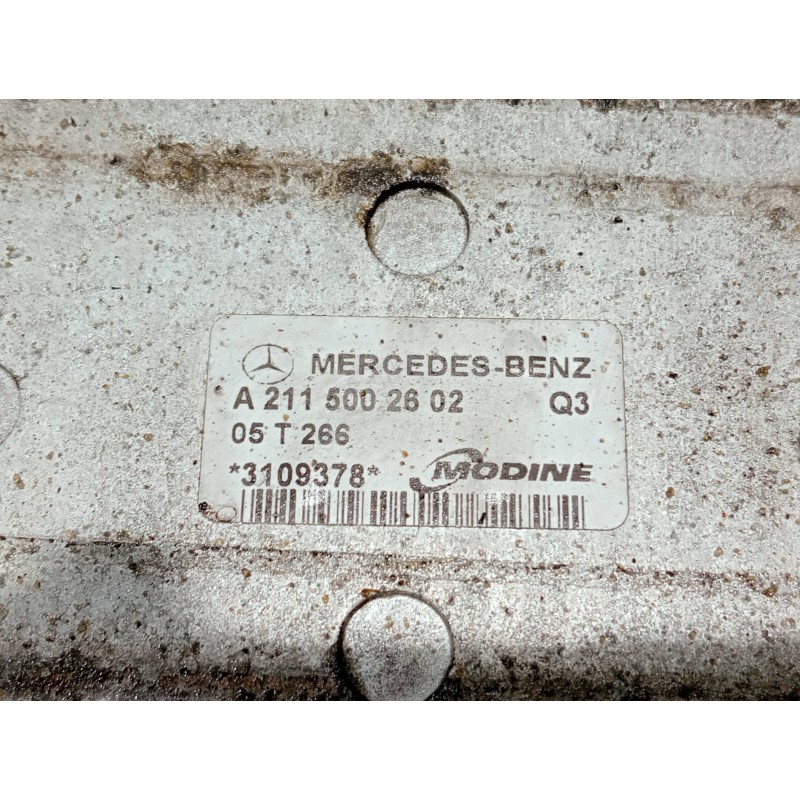 MERCEDES-BENZ
A 211 500 26 02 Q3
05 T 266
*3109378* MODINE